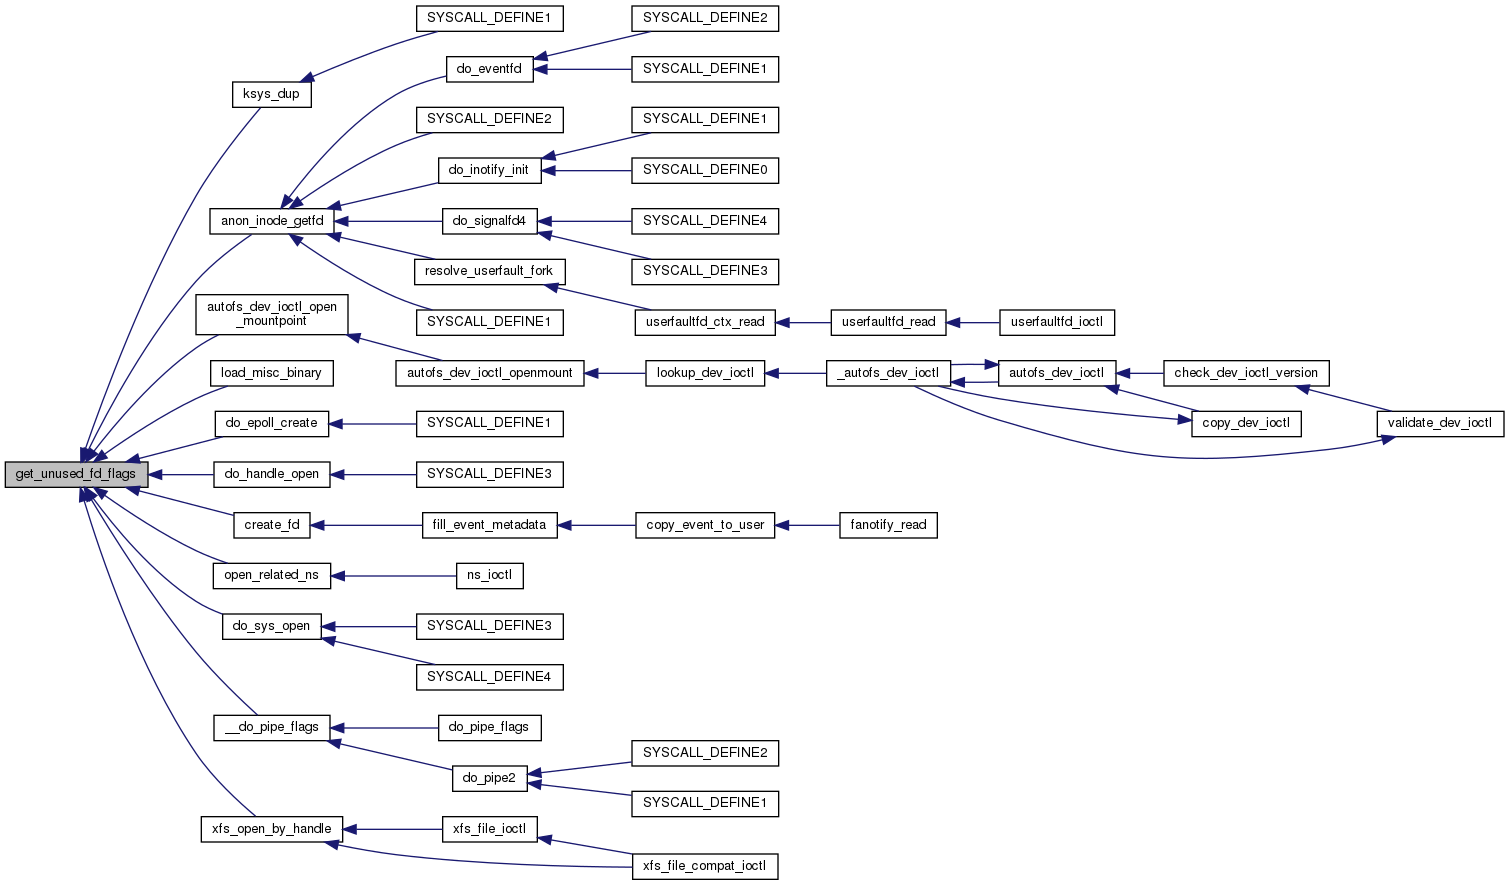 SYSCALL_DEFINE1
SYSCALL_DEFINE2
do_eventfd
SYSCALL_DEFINE1
ksys_dup
SYSCALL_DEFINE2
SYSCALL_DEFINE1
do_inotify_init
SYSCALL_DEFINE0
anon_inode_getfd
do_signalfd4
SYSCALL_DEFINE4
resolve_userfault_fork
SYSCALL_DEFINE3
autofs_dev_ioctl_open
_mountpoint
SYSCALL_DEFINE1
userfaultfd_ctx_read
userfaultfd_read
userfaultfd_ioctl
load_misc_binary
autofs_dev_ioctl_openmount
lookup_dev_ioctl
_autofs_dev_ioctl
autofs_dev_ioctl
check_dev_ioctl_version
do_epoll_create
SYSCALL_DEFINE1
copy_dev_ioctl
validate_dev_ioctl
get_unused_fd_flags
do_handle_open
SYSCALL_DEFINE3
create_fd
fill_event_metadata
copy_event_to_user
fanotify_read
open_related_ns
ns_ioctl
do_sys_open
SYSCALL_DEFINE3
SYSCALL_DEFINE4
__do_pipe_flags
do_pipe_flags
SYSCALL_DEFINE2
do_pipe2
SYSCALL_DEFINE1
xfs_open_by_handle
xfs_file_ioctl
xfs_file_compat_ioctl